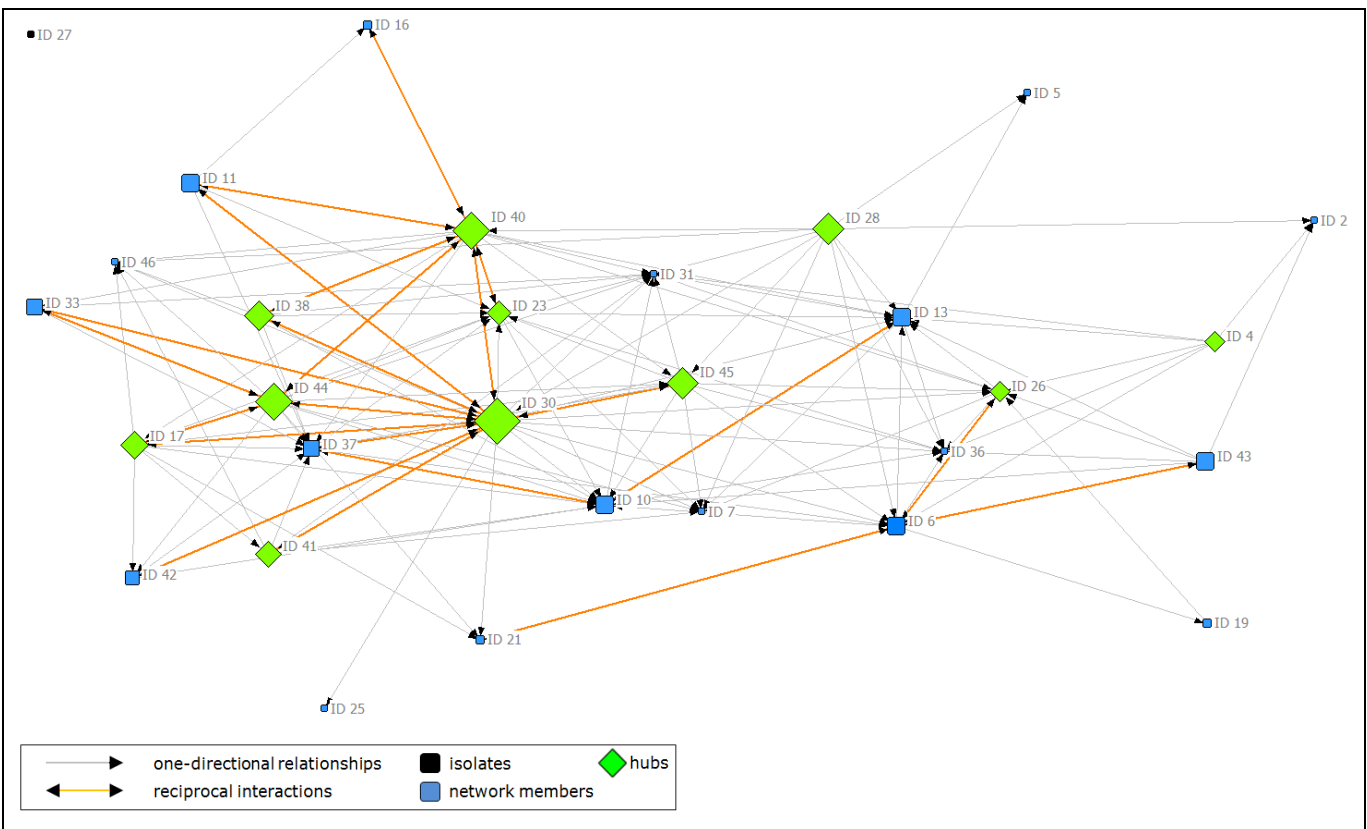 ID 16
ID 27
ID 5
ID 11
ID 40
ID 28
ID 2
ID 46
ID 31
ID 33
ID 38
ID 23
ID 13
ID 4
ID 45
ID 44
ID 26
ID 30
ID 17
ID 37
ID 36
ID 43
ID 10
ID 7
ID 6
ID 41
ID 42
ID 21
ID 19
ID 25
one-directional relationships
isolates
hubs
reciprocal interactions
network members